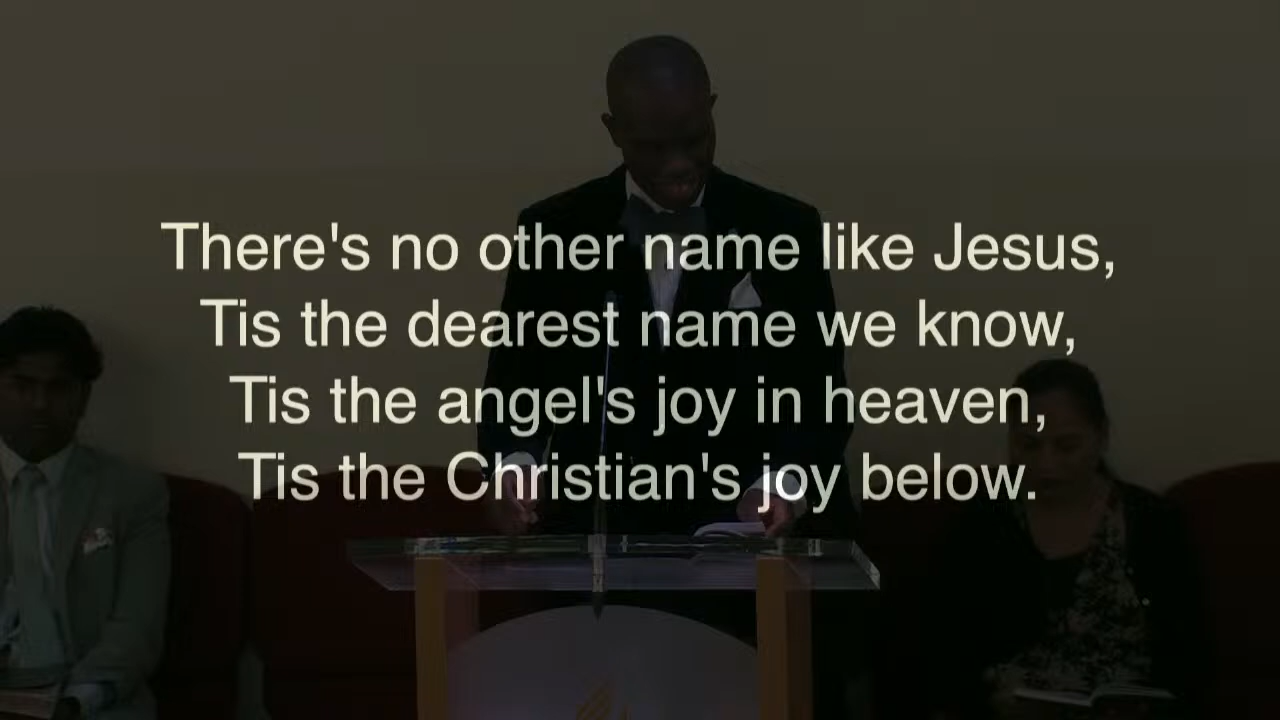 There's no other name like Jesus,
Tis the dearest name we know,
Tis the angel's joy in heaven,
Tis the Christian's joy below.